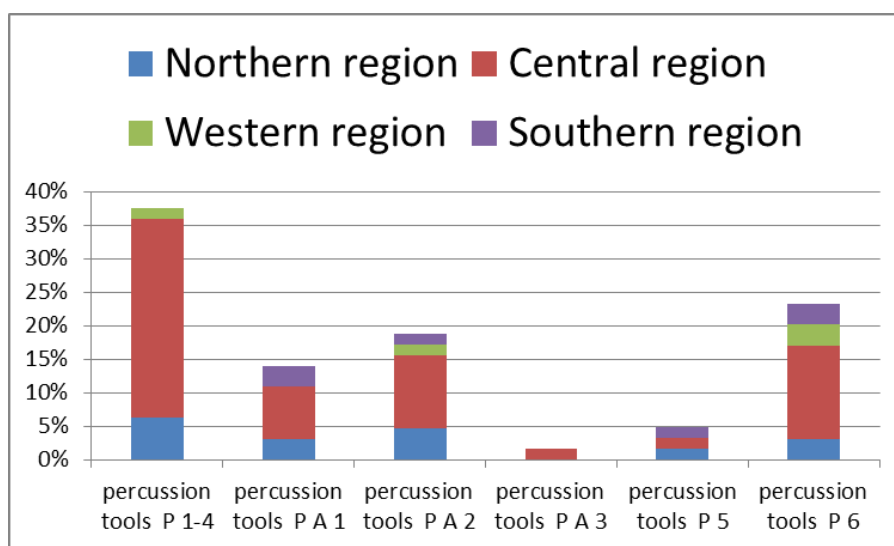 Northern region Central region
Western region Southern region
40%
35%
30%
25%
20%
15%
10%
5%
0%
percussion tools P 1-4
percussion tools P A 1
percussion tools P A 2
percussion tools P A 3
percussion tools P 5
percussion tools P 6